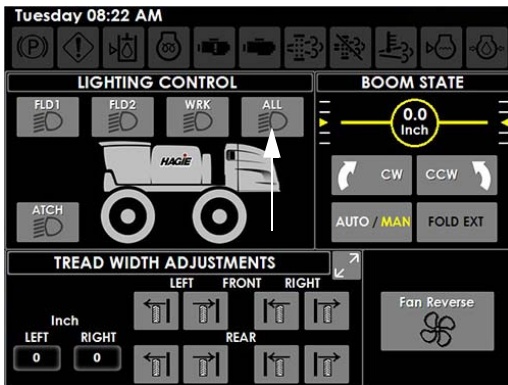 Tuesday 08:22 AM
LIGHTING CONTROL
FLD1 FLD2 WRK ALL
HAGIE
ATCH
BOOM STATE
0.0
Inch
CW CCW
AUTO / MAN FOLD EXT
TREAD WIDTH ADJUSTMENTS
LEFT FRONT RIGHT
Inch
LEFT RIGHT
REAR
0 0
Fan Reverse